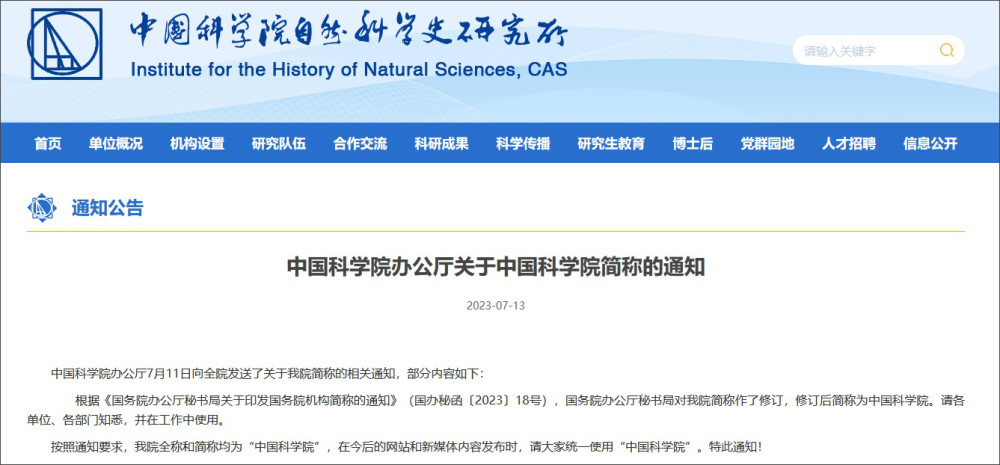 中国科学院自然科学史研究所
Institute for the History of Natural Sciences, CAS
请输入关键字
首页 单位概况 机构设置 研究队伍 合作交流 科研成果 科学传播 研究生教育 博士后 党群园地 人才招聘 信息公开
通知公告
中国科学院办公厅关于中国科学院简称的通知
2023-07-13
中国科学院办公厅7月11日向全院发送了关于我院简称的相关通知，部分内容如下：
根据《国务院办公厅秘书局关于印发国务院机构简称的通知》（国办秘函〔2023〕18号），国务院办公厅秘书局对我院简称作了修订，修订后简称为中国科学院。请各
单位、各部门知悉，并在工作中使用。
按照通知要求，我院全称和简称均为“中国科学院”，在今后的网站和新媒体内容发布时，请大家统一使用“中国科学院”。特此通知！